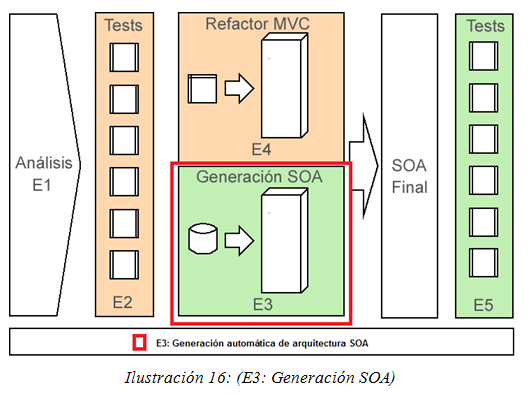 Análisis
E1
Tests
E2
Refactor MVC
E4
Generación SOA
E3
SOA
Final
Tests
E5
E3: Generación automática de arquitectura SOA
Ilustración 16: (E3: Generación SOA)